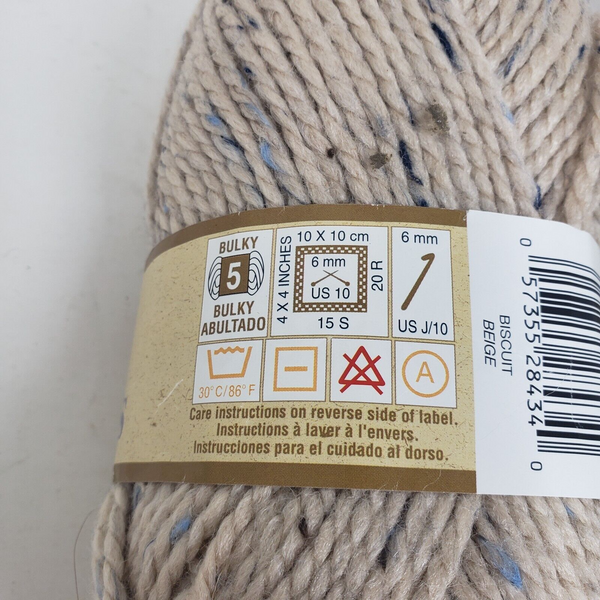 BULKY
5
BULKY
ABULTADO
4 X 4 INCHES
10 X 10 cm
6 mm
US 10
20 R
15 S
6 mm
US J/10
30° C/86° F
A
Care instructions on reverse side of label.
Instructions à laver à l'envers.
Instrucciones para el cuidado al dorso.
BISCUIT
BEIGE
0 57355 28434 0